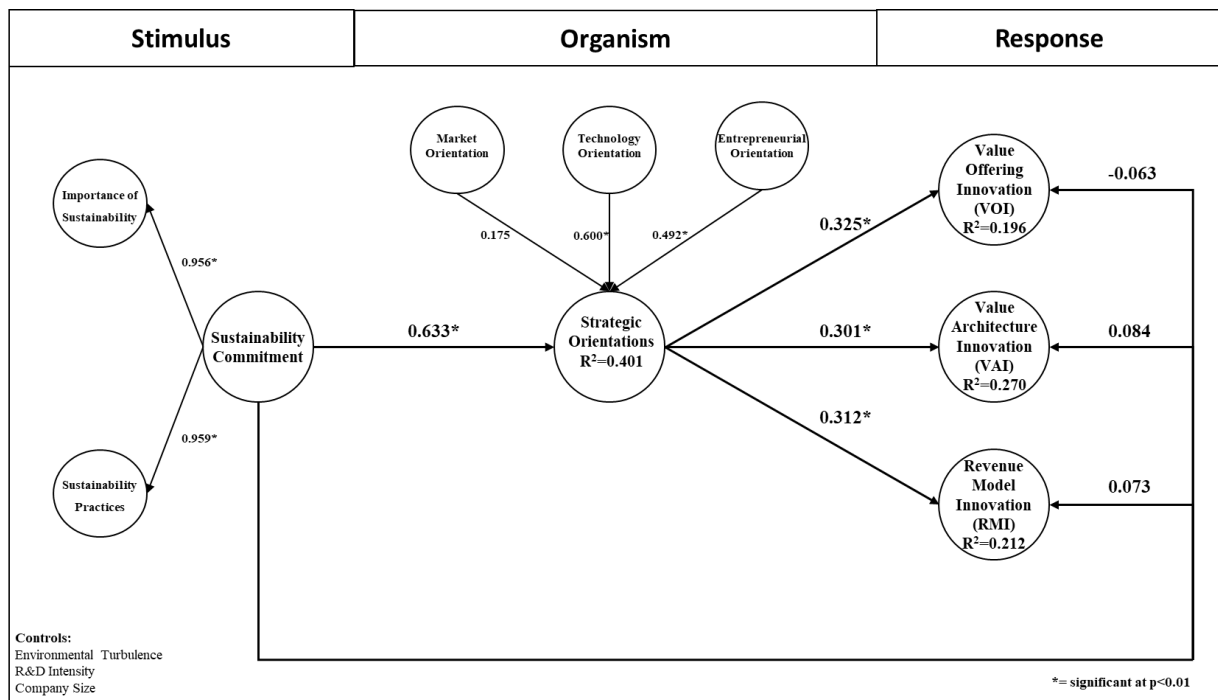 Stimulus
Organism
Response
Market
Orientation
Technology
Orientation
Entrepreneurial
Orientation
Importance of
Sustainability
0.175
0.600*
0.492*
0.956*
Sustainability
Commitment
0.633*
Strategic
Orientations
R²=0.401
0.959*
Sustainability
Practices
0.325*
0.301*
0.312*
Value
Offering
Innovation
(VOI)
R²=0.196
-0.063
Value
Architecture
Innovation
(VAI)
R²=0.270
0.084
Revenue
Model
Innovation
(RMI)
R²=0.212
0.073
Controls:
Environmental Turbulence
R&D Intensity
Company Size
*= significant at p<0.01